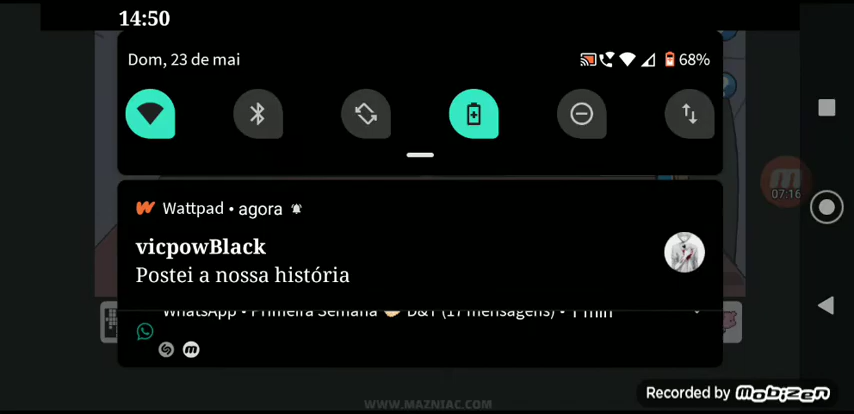 14:50
Dom, 23 de mai
68%
Wattpad • agora
vicpowBlack
Postei a nossa história
WhatsApp • Primeira Semana 🤝🏻 D&T (17 mensagens) • 1 min
07:16
WWW.MAZNIAC.COM
Recorded by mobizen